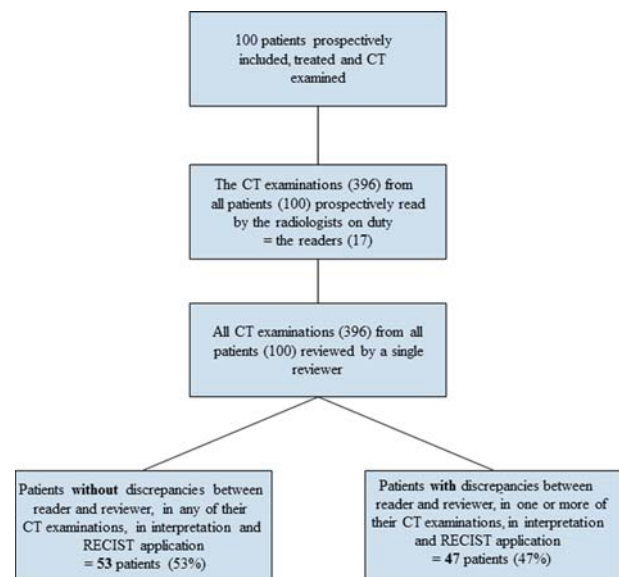 100 patients prospectively
included, treated and CT
examined
The CT examinations (396) from
all patients (100) prospectively read
by the radiologists on duty
= the readers (17)
All CT examinations (396) from all
patients (100) reviewed by a single
reviewer
Patients without discrepancies between
reader and reviewer, in any of their
CT examinations, in interpretation and
RECIST application
= 53 patients (53%)
Patients with discrepancies between
reader and reviewer, in one or more of
their CT examinations, in interpretation
and RECIST application
= 47 patients (47%)